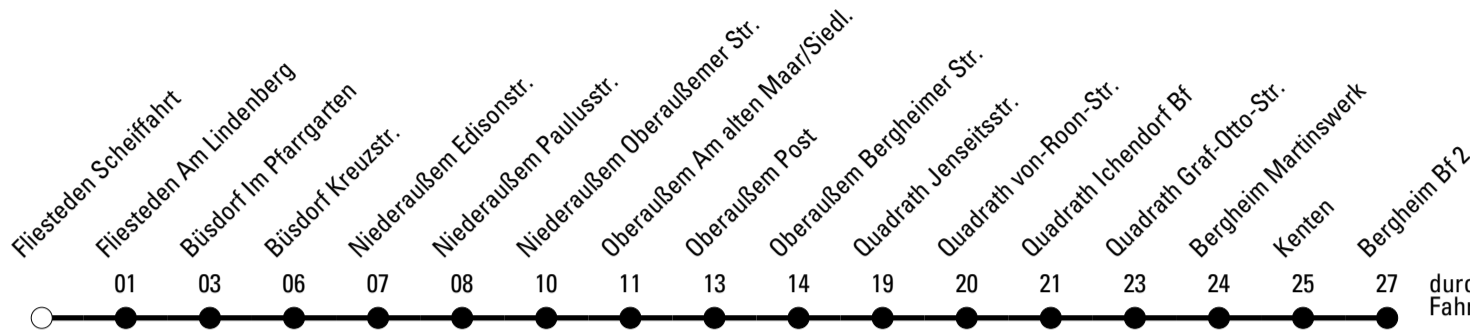 Fliesteden Scheiffahrt
Fliesteden Am Lindenberg
Büsdorf Im Pfarrgarten
Büsdorf Kreuzstr.
Niederaußem Edisonstr.
Niederaußem Paulusstr.
Niederaußem Oberaußemer Str.
Oberaußem Am alten Maar/Siedl.
Oberaußem Post
Oberaußem Bergheimer Str.
Quadrath Jenseitsstr.
Quadrath von-Roon-Str.
Quadrath Ichendorf Bf
Quadrath Graf-Otto-Str.
Bergheim Martinswerk
Kenten
Bergheim Bf 2
01 03 06 07 08 10 11 13 14 19 20 21 23 24 25 27